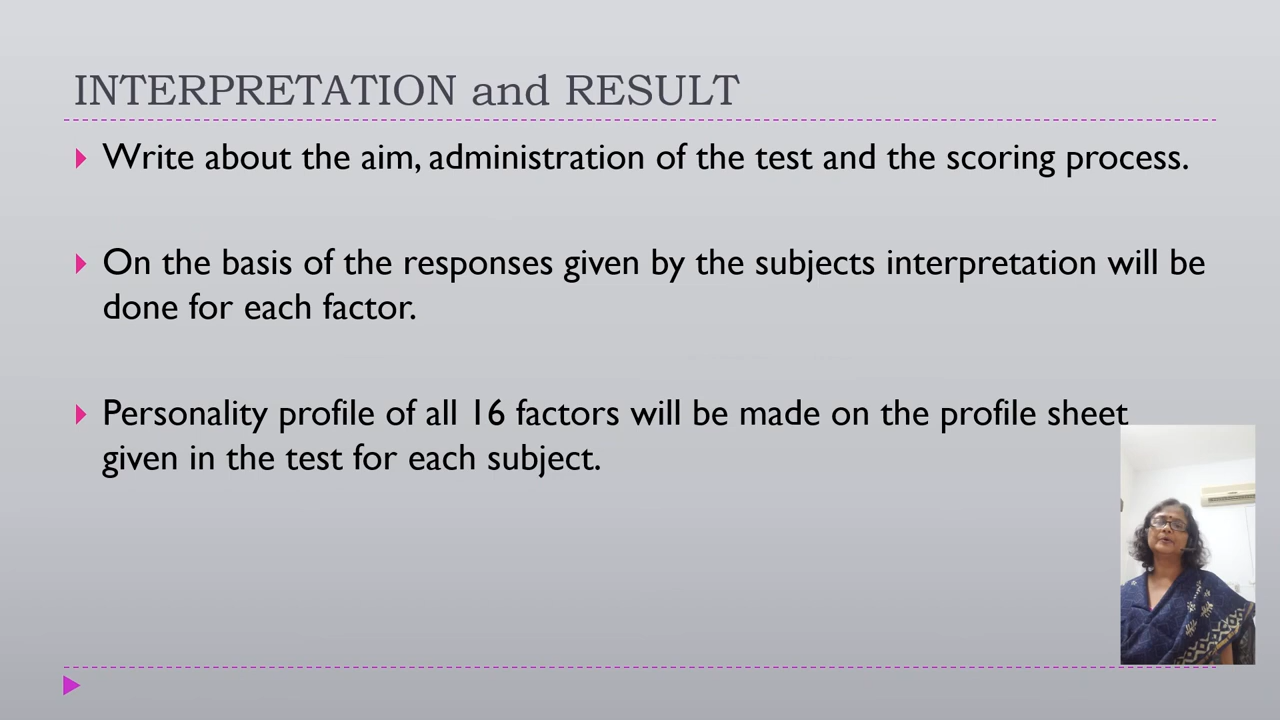 INTERPRETATION and RESULT
Write about the aim, administration of the test and the scoring process.
On the basis of the responses given by the subjects interpretation will be
done for each factor.
Personality profile of all 16 factors will be made on the profile sheet
given in the test for each subject.